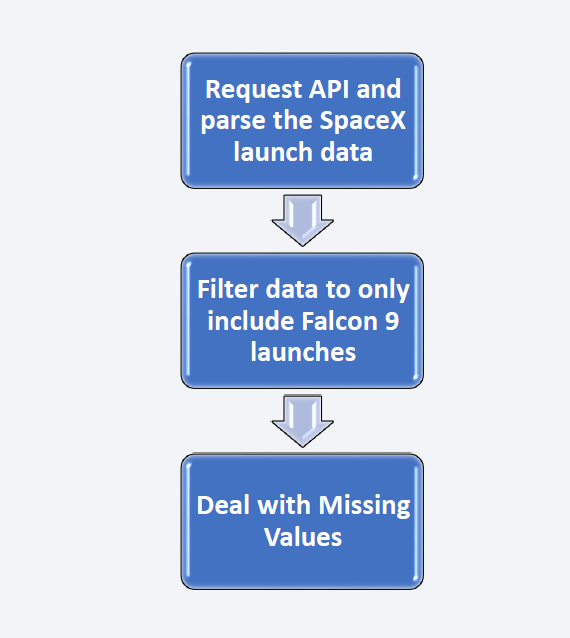 Request API and
parse the SpaceX
launch data
Filter data to only
include Falcon 9
launches
Deal with Missing
Values